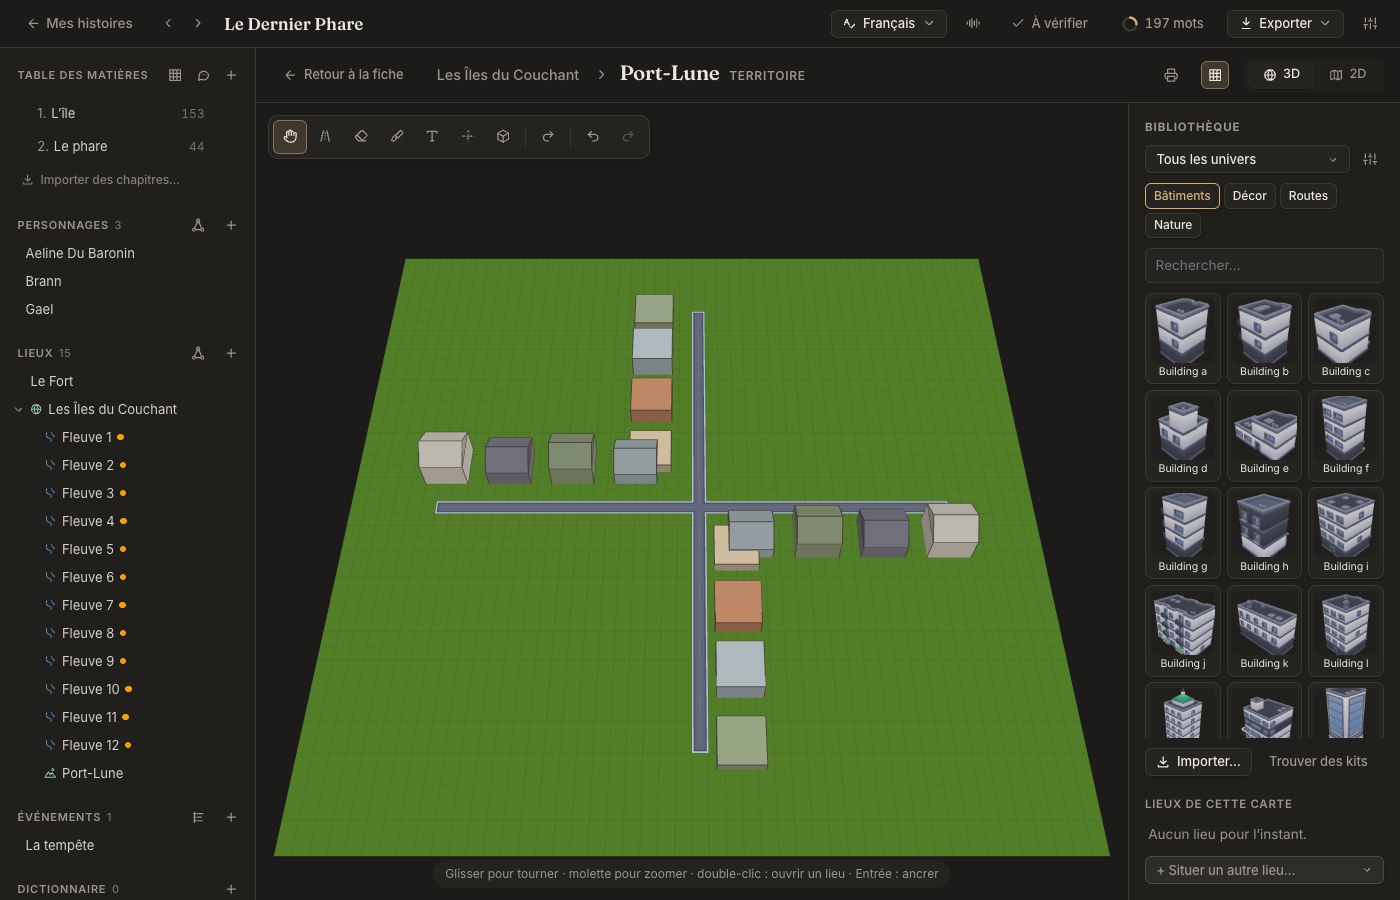 Mes histoires
Le Dernier Phare
Français
À vérifier
197 mots
Exporter
TABLE DES MATIÈRES
1. L'île 153
2. Le phare 44
Importer des chapitres…
PERSONNAGES 3
Aeline Du Baronin
Brann
Gael
LIEUX 15
Le Fort
Les Îles du Couchant
Fleuve 1
Fleuve 2
Fleuve 3
Fleuve 4
Fleuve 5
Fleuve 6
Fleuve 7
Fleuve 8
Fleuve 9
Fleuve 10
Fleuve 11
Fleuve 12
Port-Lune
ÉVÉNEMENTS 1
La tempête
DICTIONNAIRE 0
Retour à la fiche
Les Îles du Couchant
Port-Lune TERRITOIRE
3D
2D
Glisser pour tourner · molette pour zoomer · double-clic : ouvrir un lieu · Entrée : ancrer
BIBLIOTHÈQUE
Tous les univers
Bâtiments
Décor
Routes
Nature
Rechercher…
Building a
Building b
Building c
Building d
Building e
Building f
Building g
Building h
Building i
Building j
Building k
Building l
Importer…
Trouver des kits
LIEUX DE CETTE CARTE
Aucun lieu pour l'instant.
+ Situer un autre lieu…